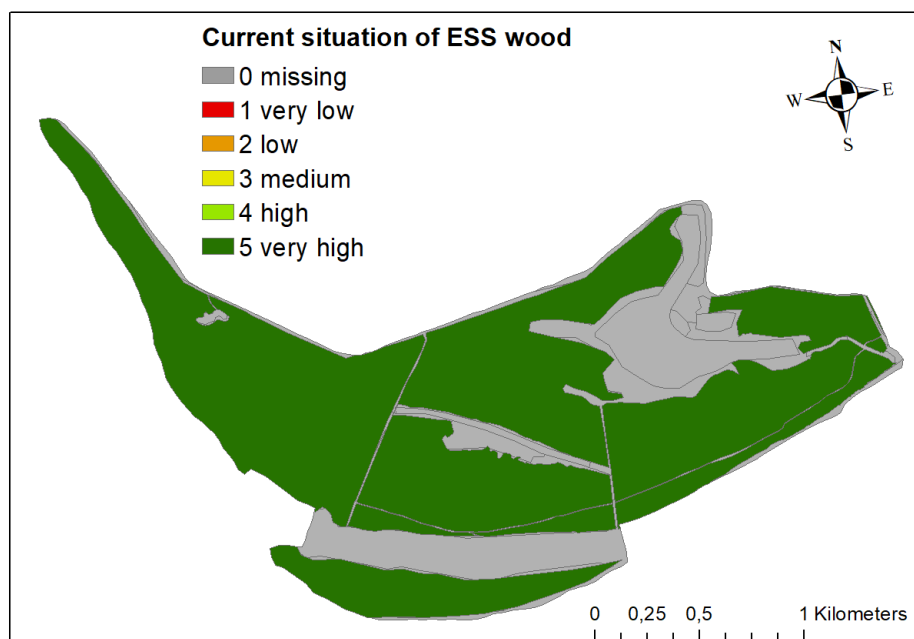 Current situation of ESS wood
0 missing
1 very low
2 low
3 medium
4 high
5 very high
N
W E
S
0 0,25 0,5 1 Kilometers